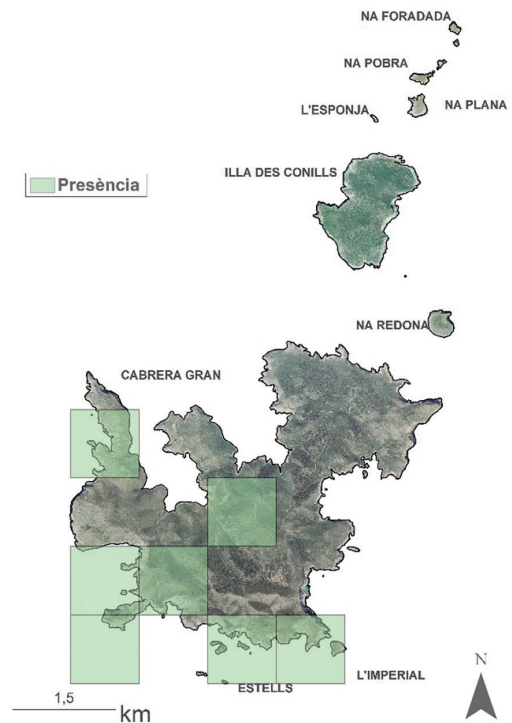 NA FORADADA
NA POBRA
L'ESPONJA
NA PLANA
ILLA DES CONILLS
Presència
NA REDONA
CABRERA GRAN
L'IMPERIAL
ESTELLS
1,5
km
N